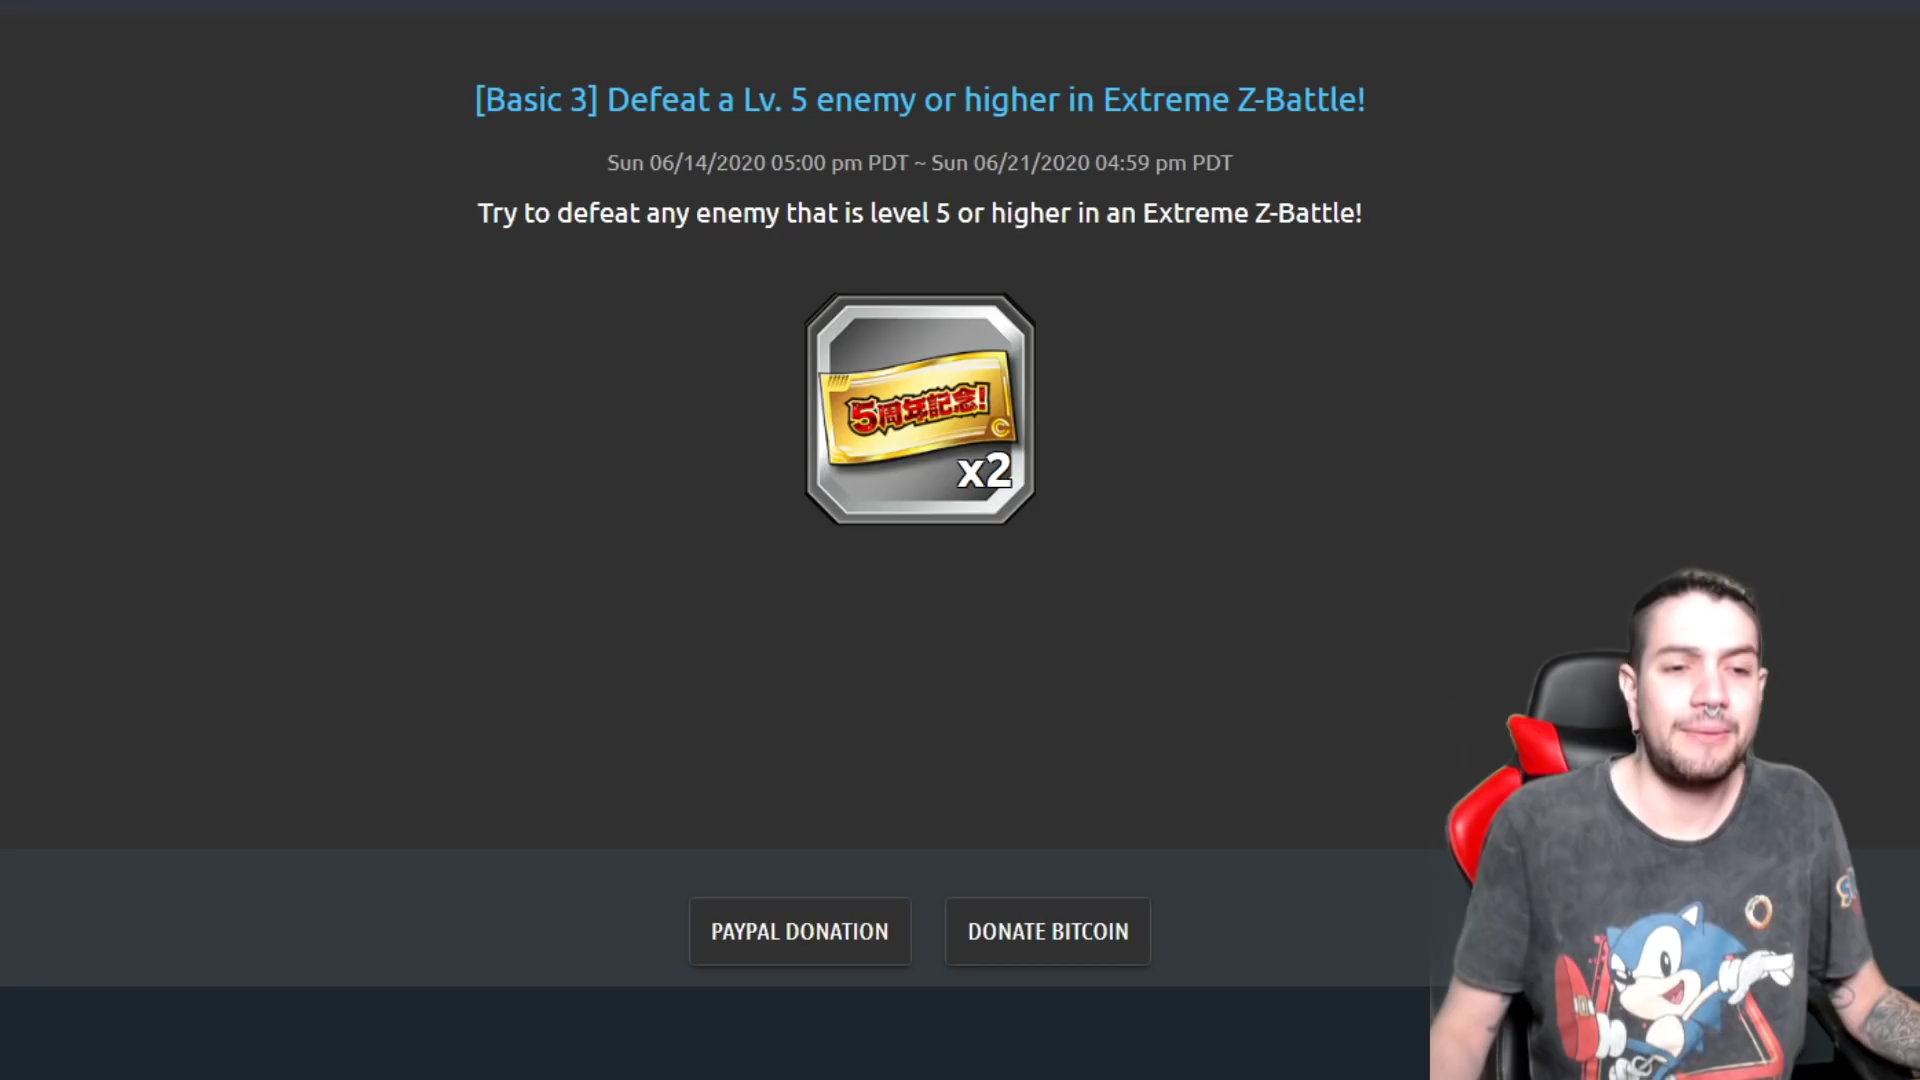 [Basic 3] Defeat a Lv. 5 enemy or higher in Extreme Z-Battle!
Sun 06/14/2020 05:00 pm PDT ~ Sun 06/21/2020 04:59 pm PDT
Try to defeat any enemy that is level 5 or higher in an Extreme Z-Battle!
5周年記念!
C
x2
PAYPAL DONATION
DONATE BITCOIN